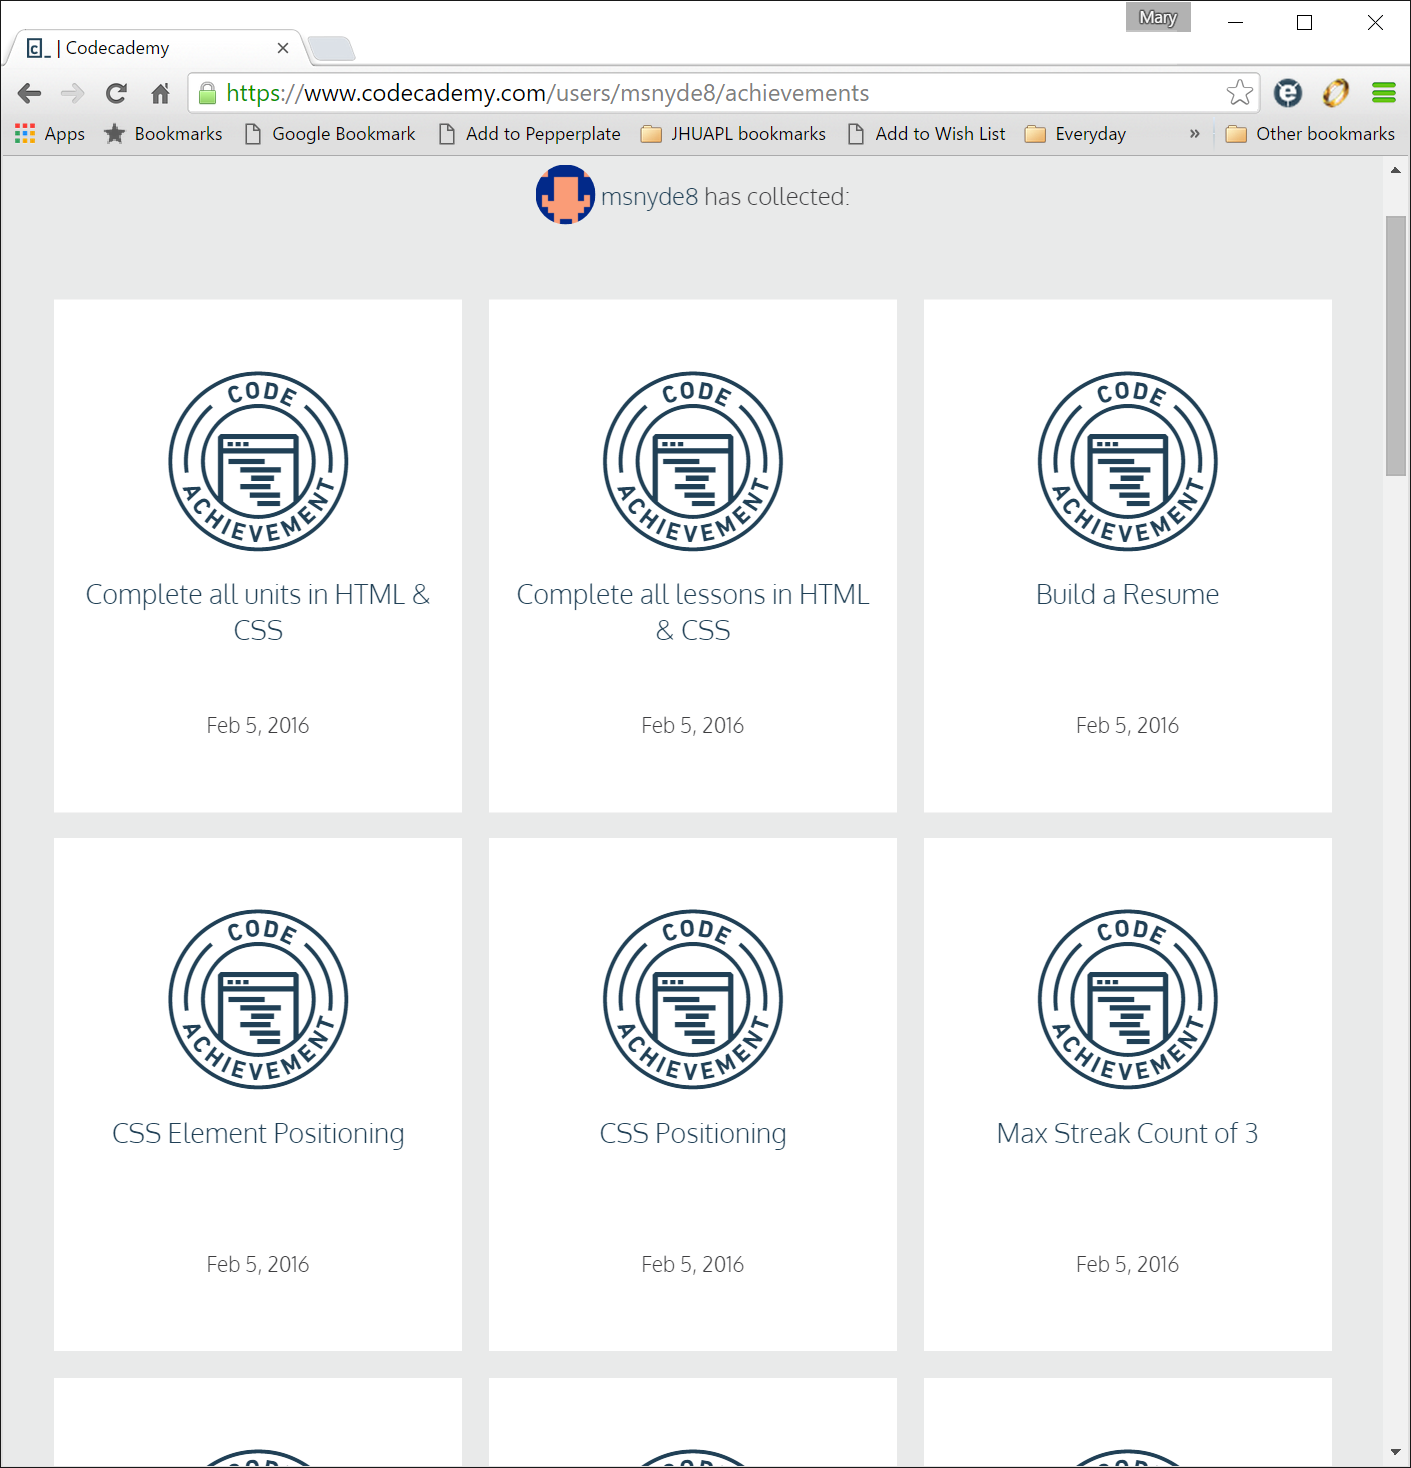 Mary
c_ | Codecademy
https://www.codecademy.com/users/msnyde8/achievements
Apps Bookmarks Google Bookmark Add to Pepperplate JHUAPL bookmarks Add to Wish List Everyday » Other bookmarks
msnyde8 has collected:
CODE ACHIEVEMENT
Complete all units in HTML &
CSS
Feb 5, 2016
CODE ACHIEVEMENT
Complete all lessons in HTML
& CSS
Feb 5, 2016
CODE ACHIEVEMENT
Build a Resume
Feb 5, 2016
CODE ACHIEVEMENT
CSS Element Positioning
Feb 5, 2016
CODE ACHIEVEMENT
CSS Positioning
Feb 5, 2016
CODE ACHIEVEMENT
Max Streak Count of 3
Feb 5, 2016